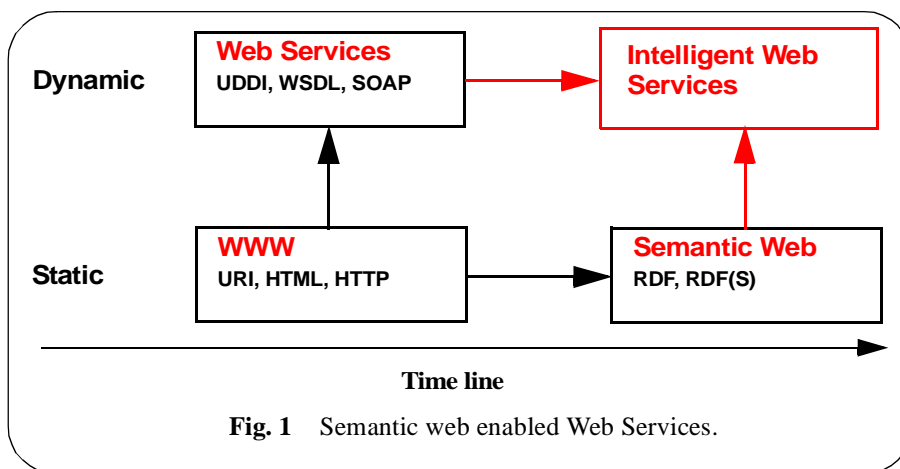 Web Services
UDDI, WSDL, SOAP
Intelligent Web
Services
Dynamic
WWW
URI, HTML, HTTP
Semantic Web
RDF, RDF(S)
Static
Time line
Fig. 1 Semantic web enabled Web Services.